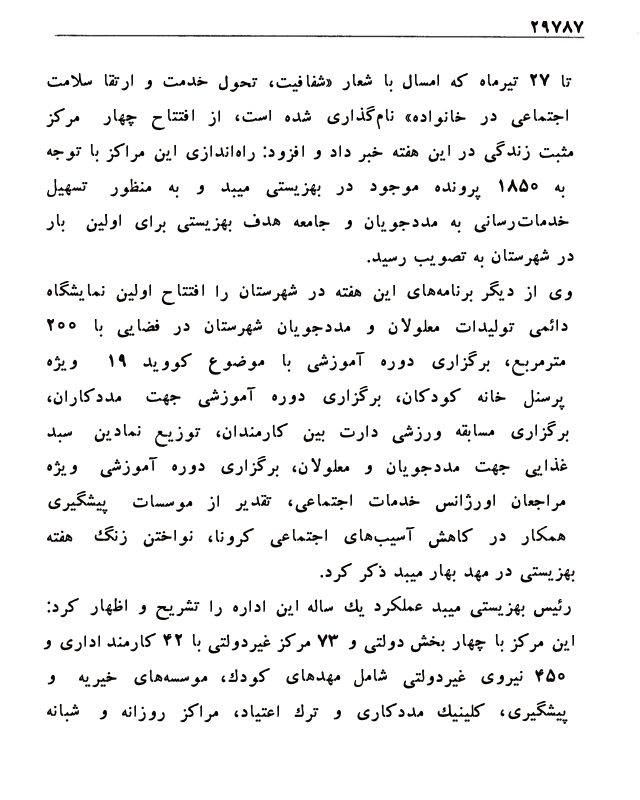 ۲۹۷۸۷
تا ۲۷ تیرماه که امسال با شعار «شفافیت، تحول خدمت و ارتقا سلامت
اجتماعی در خانواده» نام‌گذاری شده است، از افتتاح چهار مرکز
مثبت زندگی در این هفته خبر داد و افزود: راه‌اندازی این مراکز با توجه
به ۱۸۵۰ پرونده موجود در بهزیستی میبد و به منظور تسهیل
خدمات‌رسانی به مددجویان و جامعه هدف بهزیستی برای اولین بار
در شهرستان به تصویب رسید.
وی از دیگر برنامه‌های این هفته در شهرستان را افتتاح اولین نمایشگاه
دائمی تولیدات معلولان و مددجویان شهرستان در فضایی با ۲۰۰
مترمربع، برگزاری دوره آموزشی با موضوع کووید ۱۹ ویژه
پرسنل خانه کودکان، برگزاری دوره آموزشی جهت مددکاران،
برگزاری مسابقه ورزشی دارت بین کارمندان، توزیع نمادین سبد
غذایی جهت مددجویان و معلولان، برگزاری دوره آموزشی ویژه
مراجعان اورژانس خدمات اجتماعی، تقدیر از موسسات پیشگیری
همکار در کاهش آسیب‌های اجتماعی کرونا، نواختن زنگ هفته
بهزیستی در مهد بهار میبد ذکر کرد.
رئیس بهزیستی میبد عملکرد یك ساله این اداره را تشریح و اظهار کرد:
این مرکز با چهار بخش دولتی و ۷۳ مرکز غیردولتی با ۴۲ کارمند اداری و
۴۵۰ نیروی غیردولتی شامل مهدهای کودك، موسسه‌های خیریه و
پیشگیری، کلینیك مددکاری و ترك اعتیاد، مراکز روزانه و شبانه